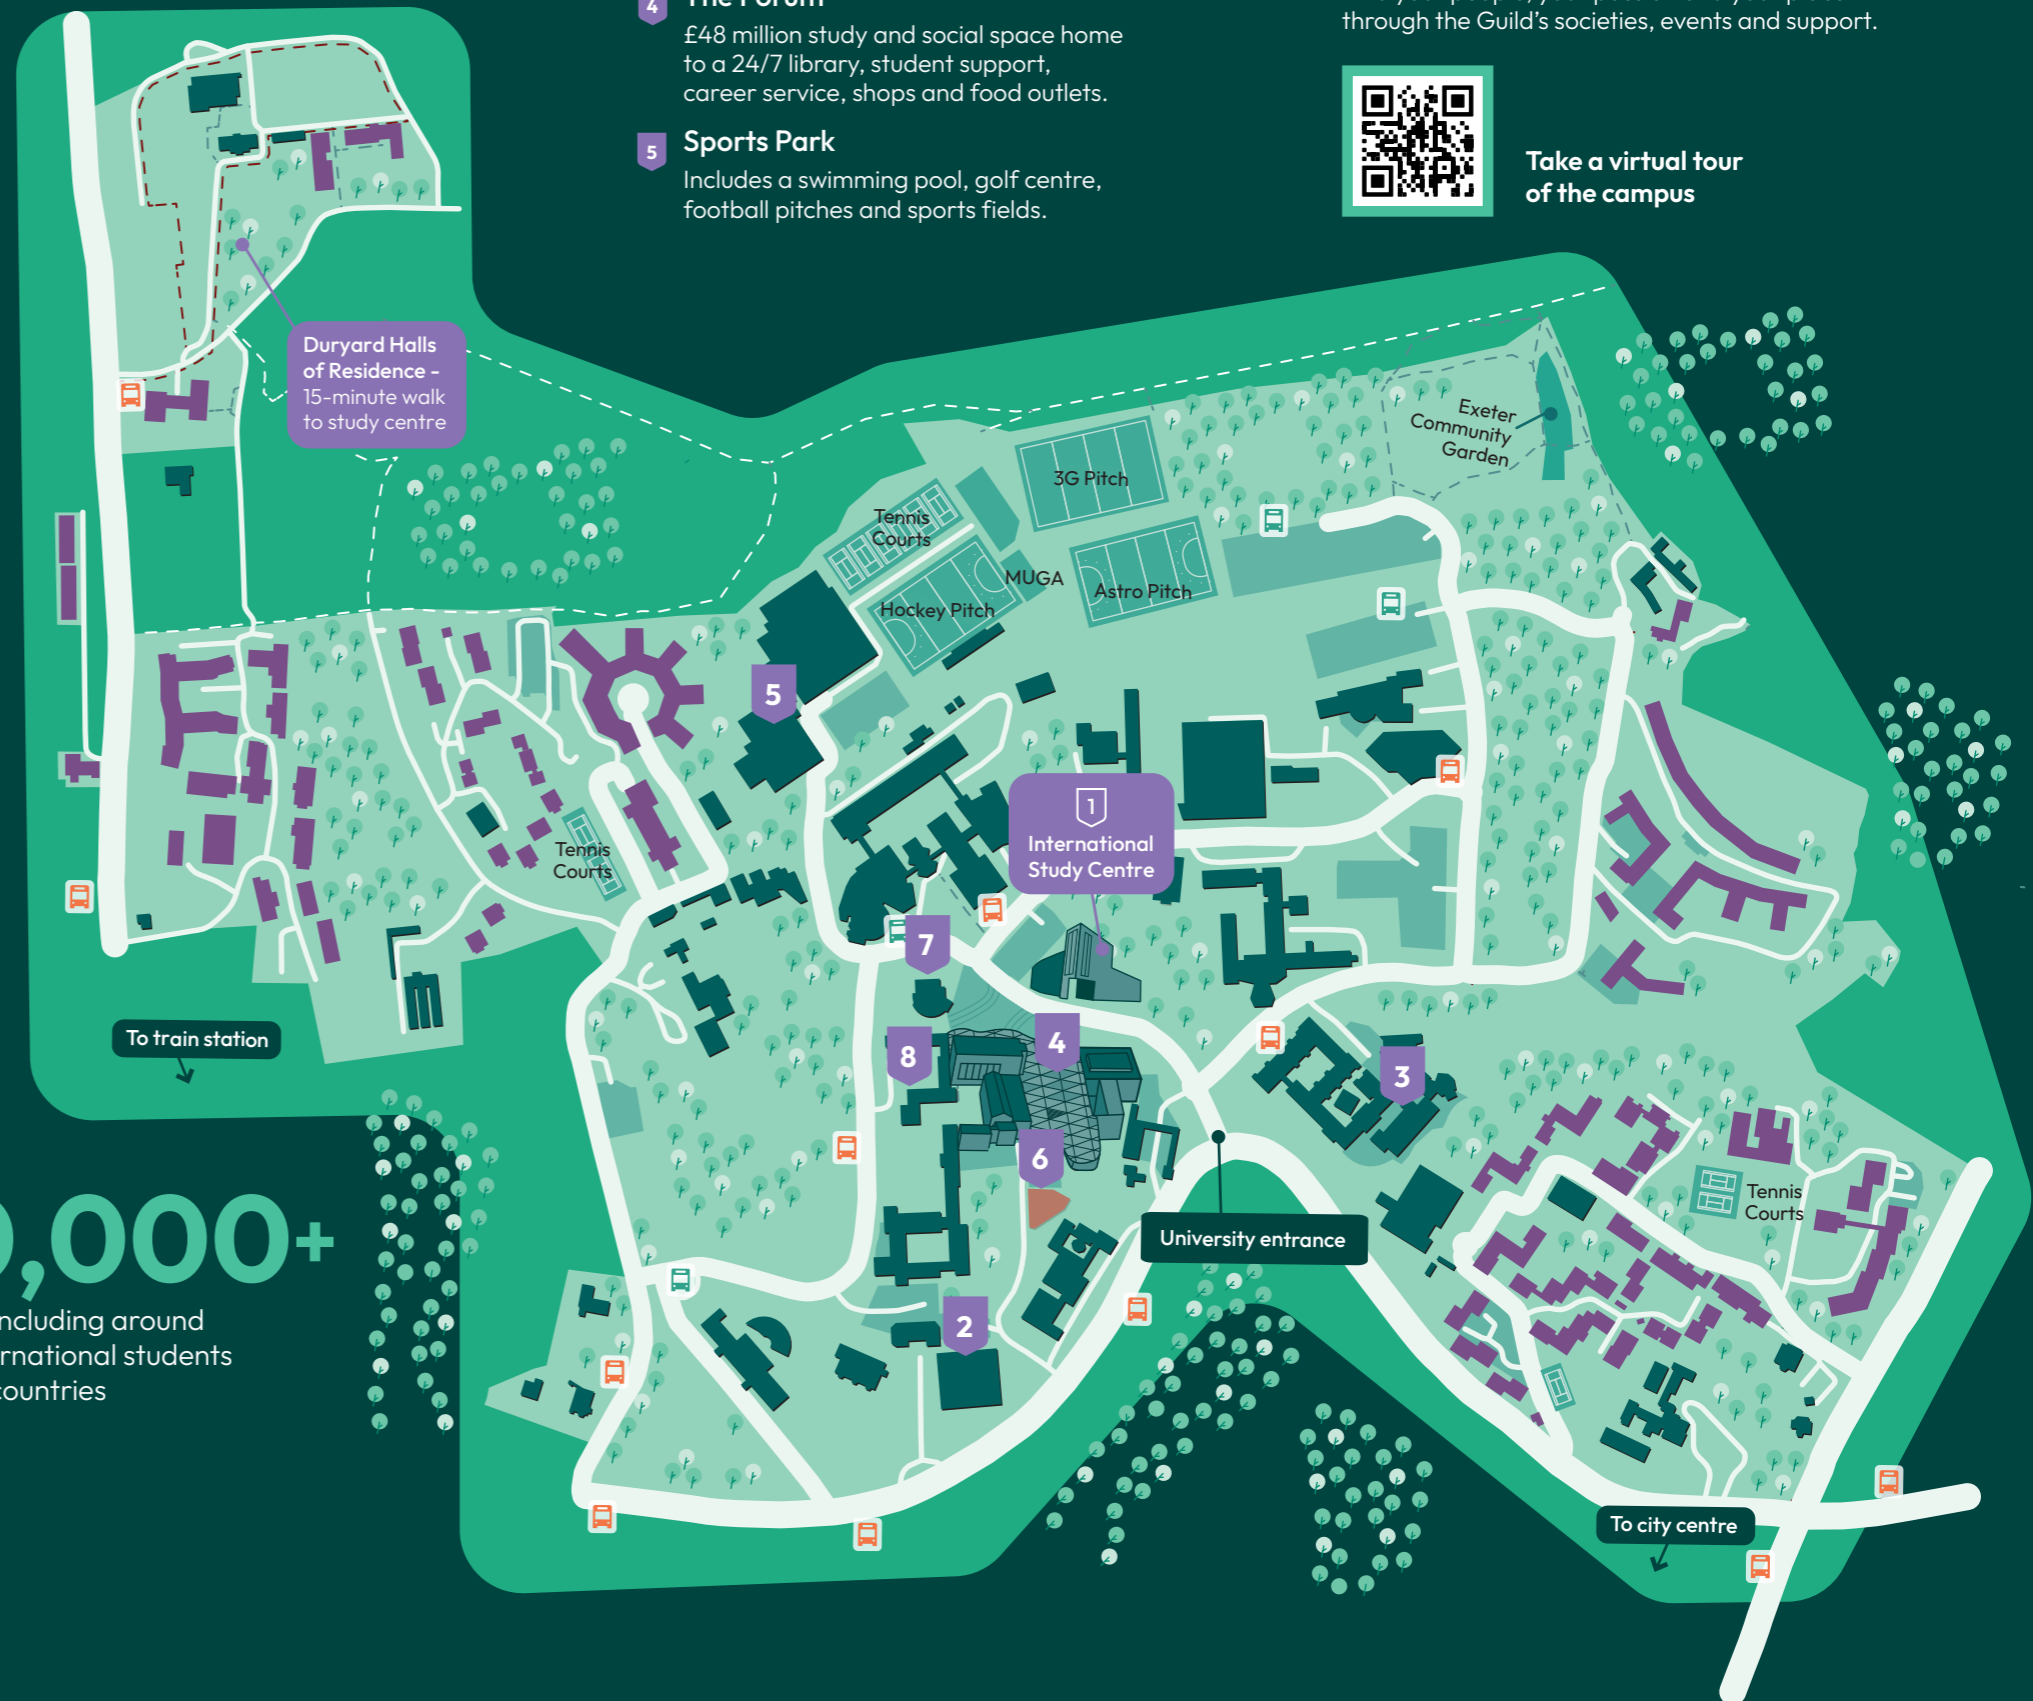 4
The Forum
£48 million study and social space home
to a 24/7 library, student support,
career service, shops and food outlets.
5
Sports Park
Includes a swimming pool, golf centre,
football pitches and sports fields.
through the Guild's societies, events and support.
Take a virtual tour
of the campus
Duryard Halls
of Residence -
15-minute walk
to study centre
Exeter
Community
Garden
3G Pitch
Tennis
Courts
MUGA
Astro Pitch
Hockey Pitch
5
1
International
Study Centre
Tennis
Courts
7
4
8
3
6
2
To train station
University entrance
Tennis
Courts
To city centre
,000+
ncluding around
rnational students
countries